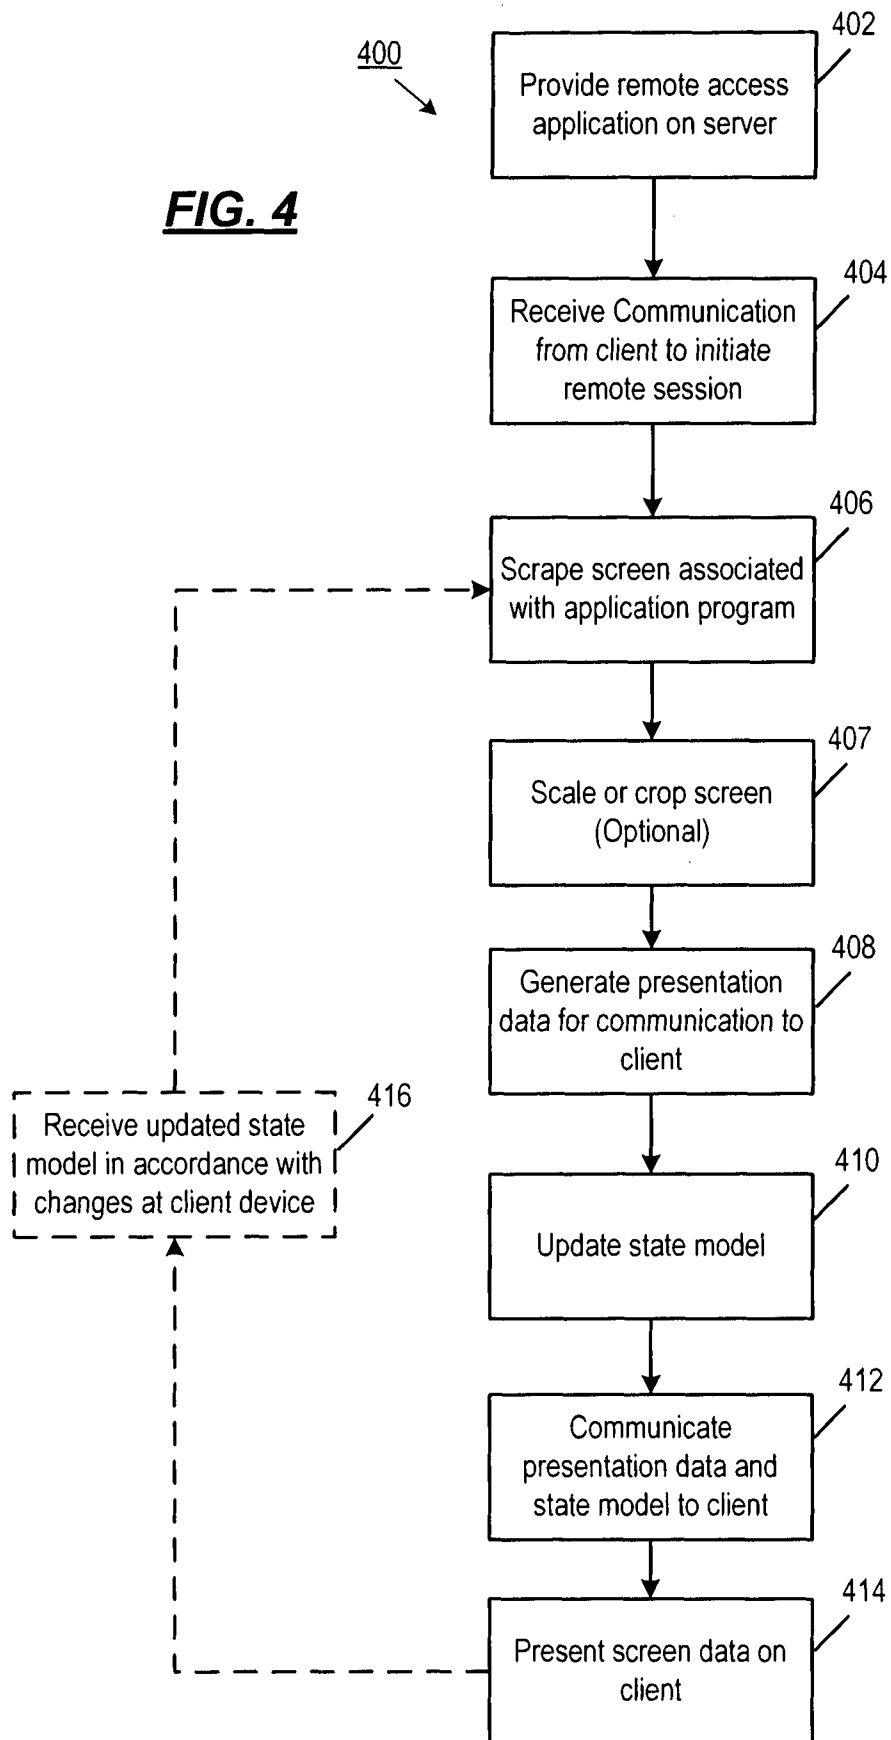 400
FIG. 4
402
Provide remote access
application on server
404
Receive Communication
from client to initiate
remote session
406
Scrape screen associated
with application program
407
Scale or crop screen
(Optional)
408
Generate presentation
data for communication to
client
416
Receive updated state
model in accordance with
changes at client device
410
Update state model
412
Communicate
presentation data and
state model to client
414
Present screen data on
client